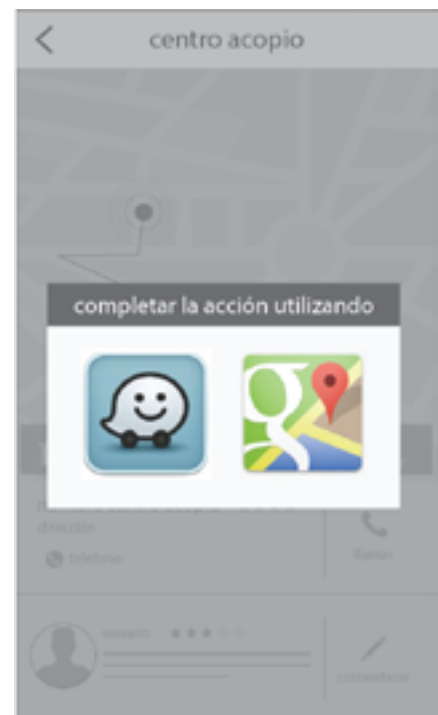 centro acopio
completar la acción utilizando
dirección
teléfono
llamar
usuario
comentario